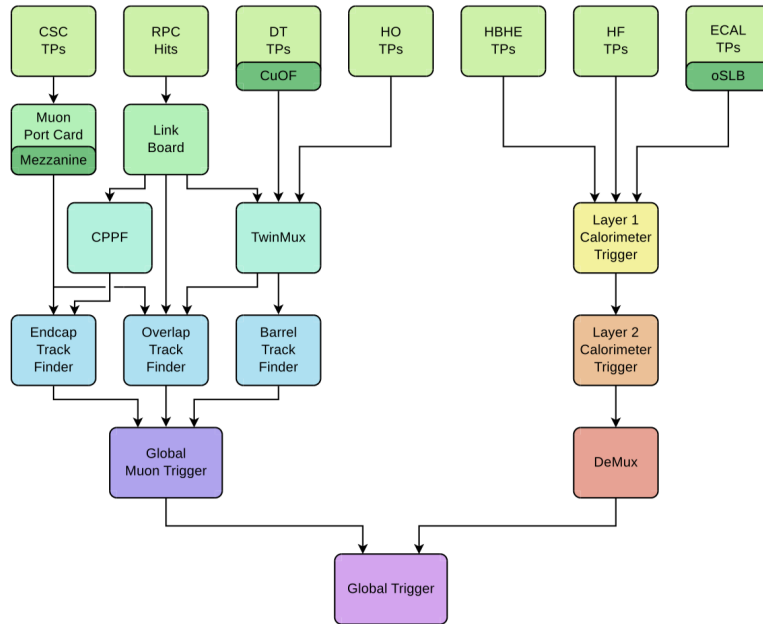 CSC
TPs
RPC
Hits
DT
TPs
CuOF
HO
TPs
HBHE
TPs
HF
TPs
ECAL
TPs
oSLB
Muon
Port Card
Mezzanine
Link
Board
CPPF
TwinMux
Layer 1
Calorimeter
Trigger
Endcap
Track
Finder
Overlap
Track
Finder
Barrel
Track
Finder
Layer 2
Calorimeter
Trigger
Global
Muon Trigger
DeMux
Global Trigger